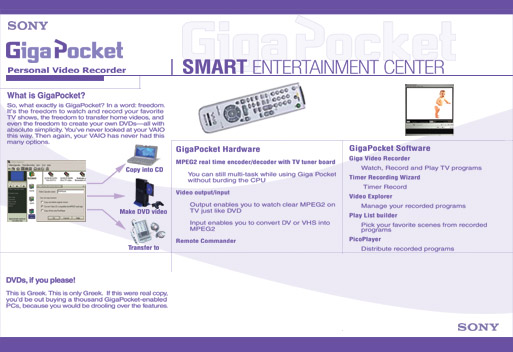 SONY
GigaPocket
Personal Video Recorder
GigaPocket
SMART ENTERTAINMENT CENTER
What is GigaPocket?
So, what exactly is GigaPocket? In a word: freedom.
It's the freedom to watch and record your favorite
TV shows, the freedom to transfer home videos, and
even the freedom to create your own DVDs—all with
absolute simplicity. You've never looked at your VAIO
this way. Then again, your VAIO has never had this
many options.
Copy into CD
Make DVD video
Transfer to
DVDs, if you please!
This is Greek. This is only Greek. If this were real copy,
you'd be out buying a thousand GigaPocket-enabled
PCs, because you would be drooling over the features.
GigaPocket Hardware
MPEG2 real time encoder/decoder with TV tuner board
You can still multi-task while using Giga Pocket
without burding the CPU
Video output/input
Output enables you to watch clear MPEG2 on
TV just like DVD
Input enables you to convert DV or VHS into
MPEG2
Remote Commander
GigaPocket Software
Giga Video Recorder
Watch, Record and Play TV programs
Timer Recording Wizard
Timer Record
Video Explorer
Manage your recorded programs
Play List builder
Pick your favorite scenes from recorded
programs
PicoPlayer
Distribute recorded programs
SONY